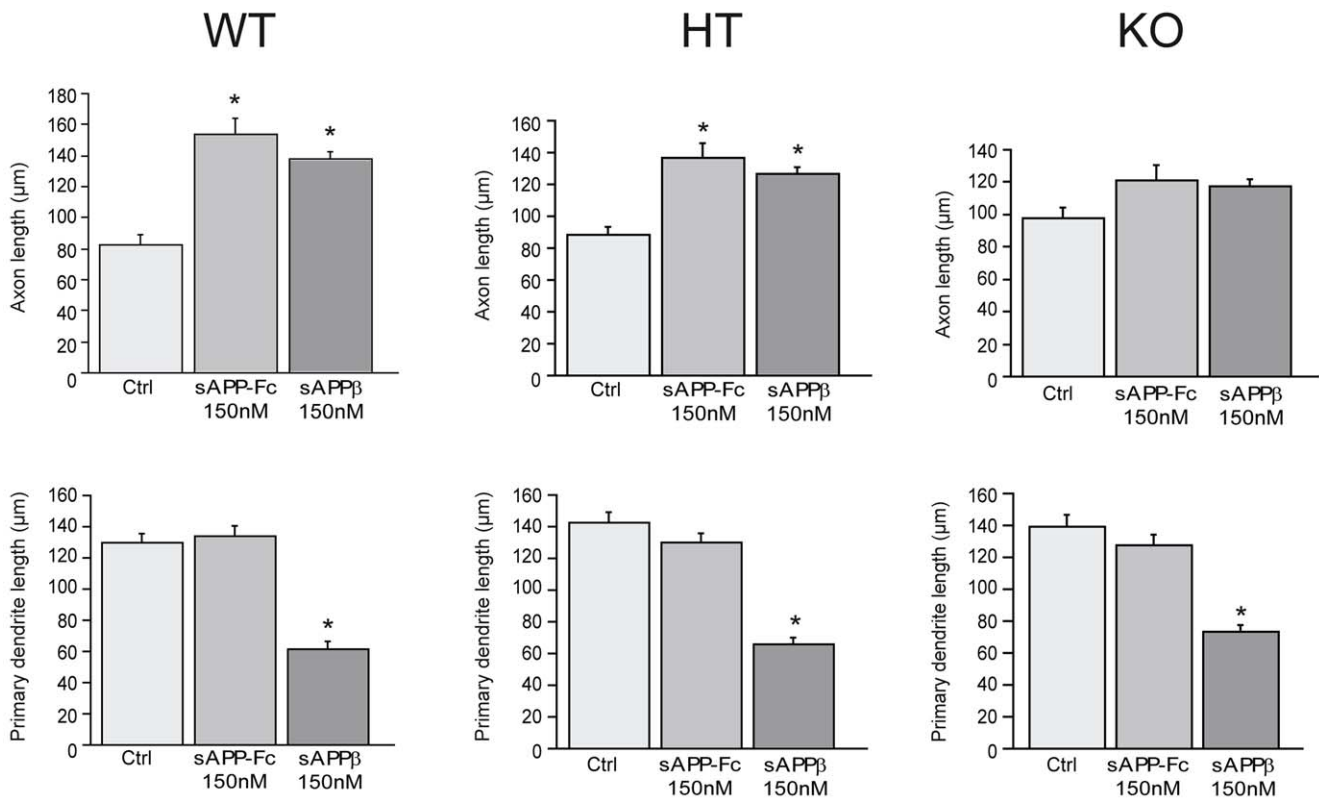 WT
HT
KO
Axon length (µm)
180
160
140
120
100
80
60
40
20
0
*
*
Ctrl
sAPP-Fc
150nM
sAPPβ
150nM
Axon length (µm)
160
140
120
100
80
60
40
20
0
*
*
Ctrl
sAPP-Fc
150nM
sAPPβ
150nM
Axon length (µm)
140
120
100
80
60
40
20
0
Ctrl
sAPP-Fc
150nM
sAPPβ
150nM
Primary dendrite length (µm)
160
140
120
100
80
60
40
20
0
*
Ctrl
sAPP-Fc
150nM
sAPPβ
150nM
Primary dendrite length (µm)
160
140
120
100
80
60
40
20
0
*
Ctrl
sAPP-Fc
150nM
sAPPβ
150nM
Primary dendrite length (µm)
160
140
120
100
80
60
40
20
0
*
Ctrl
sAPP-Fc
150nM
sAPPβ
150nM